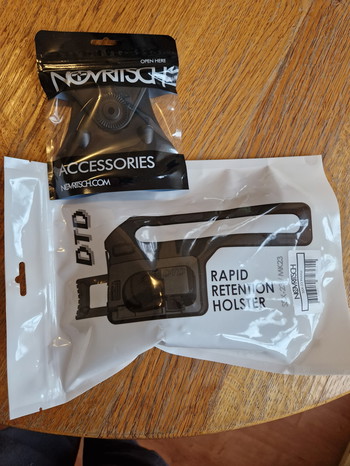 OPEN HERE
NOVRITSCH
ACCESSORIES
NOVRITSCH.COM
DTD
RAPID
RETENTION
HOLSTER
NOVRITSCH